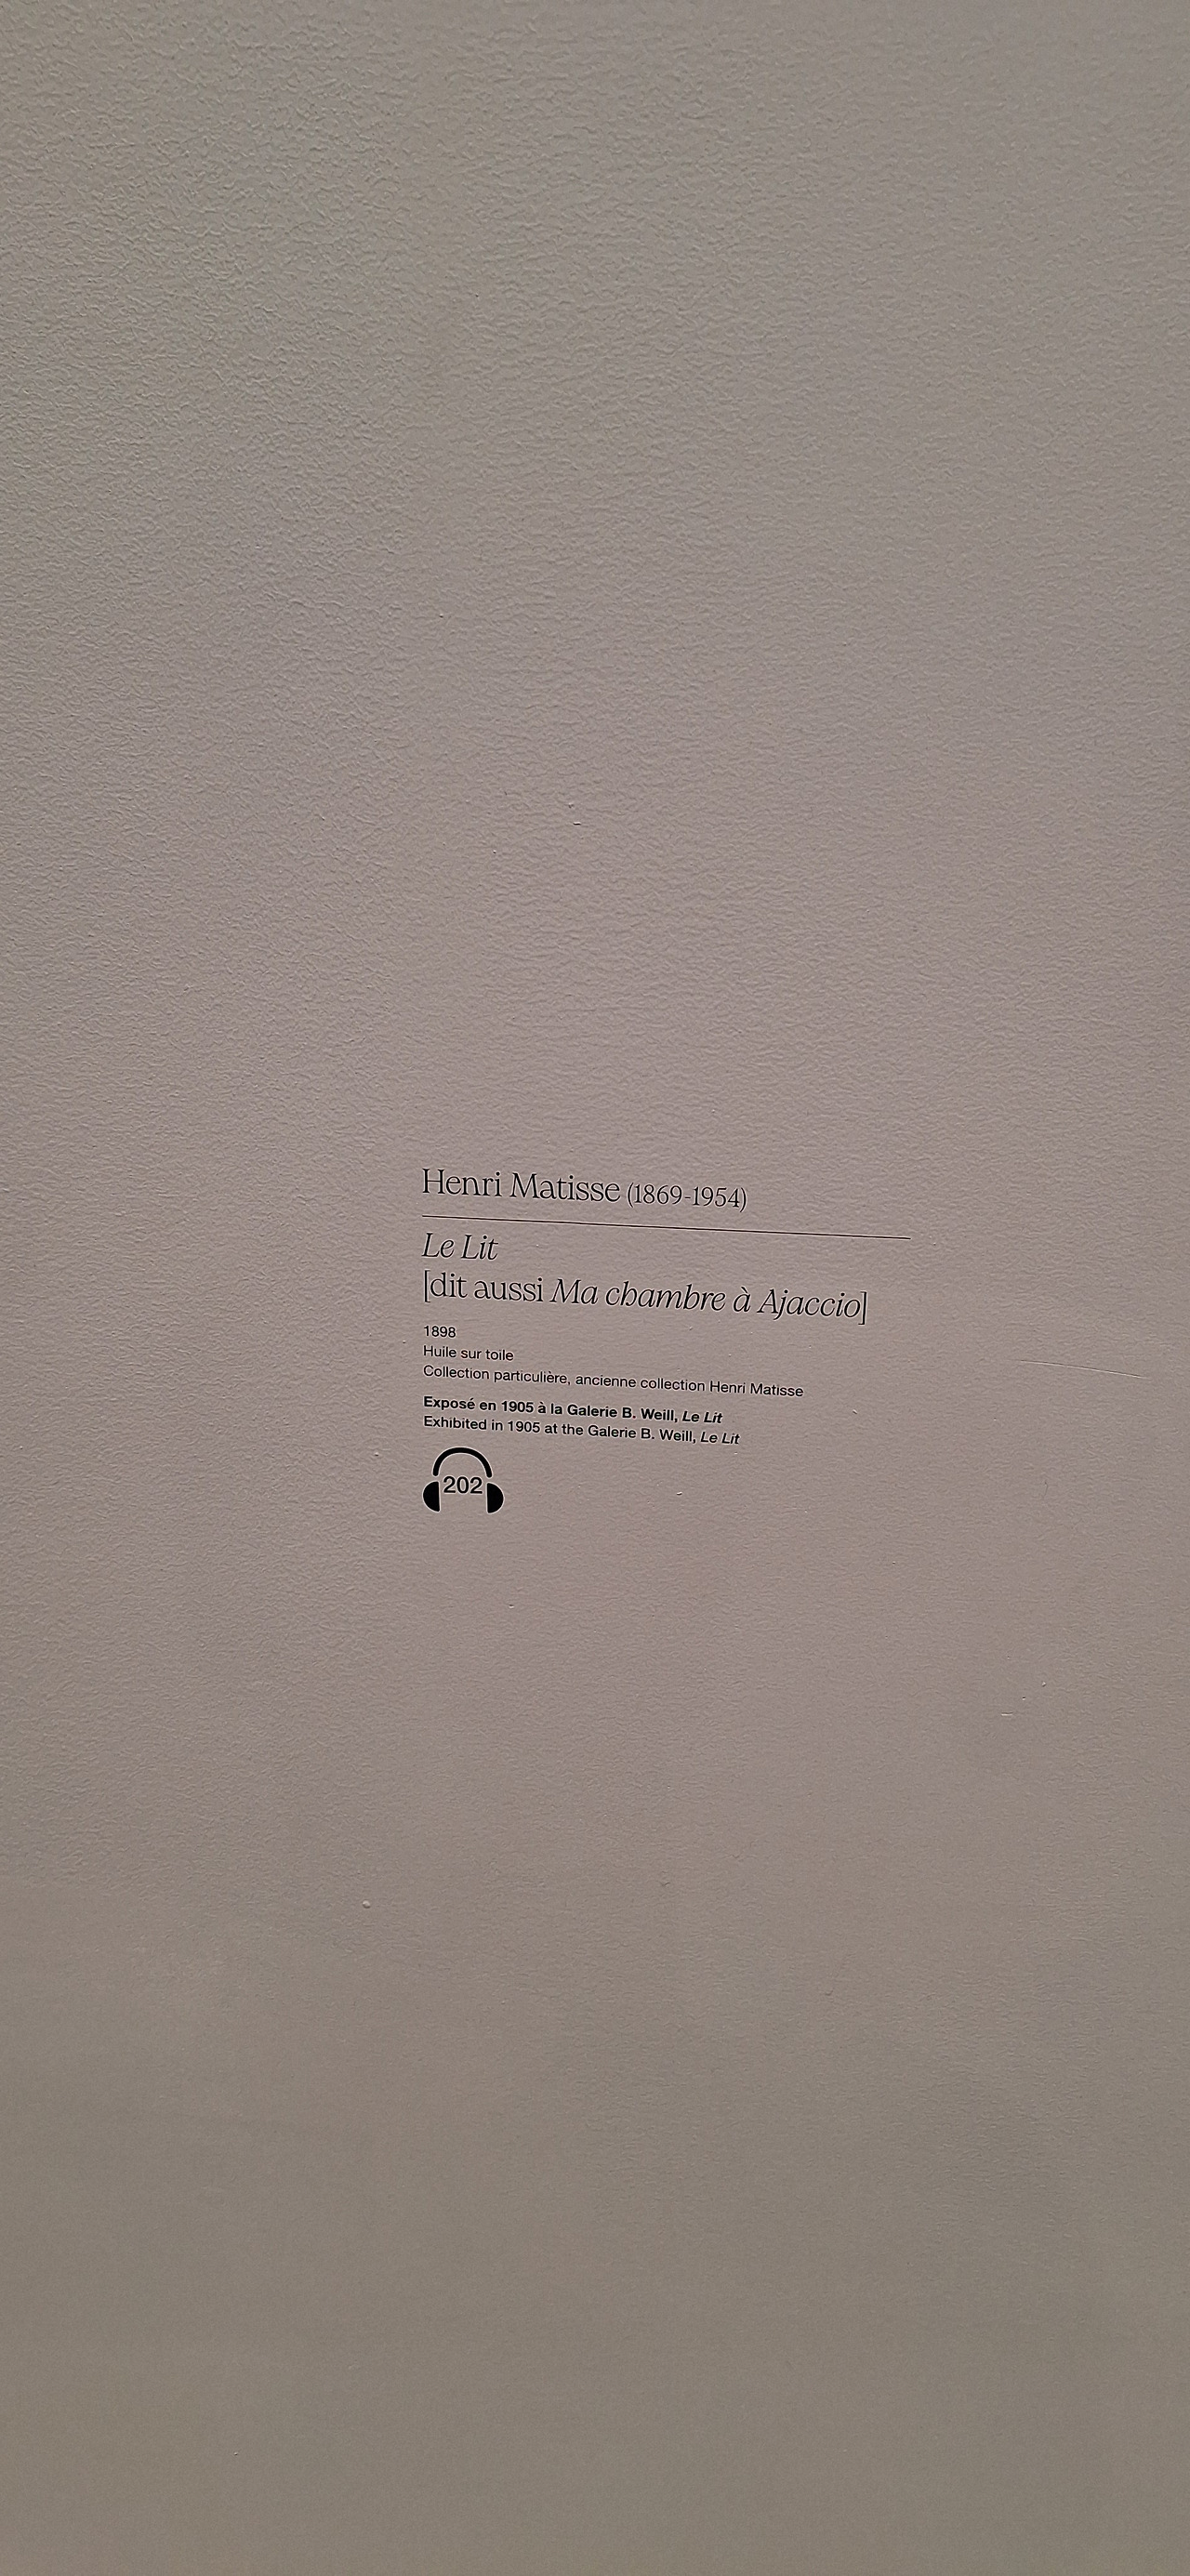 Henri Matisse (1869-1954)
Le Lit
[dit aussi Ma chambre à Ajaccio]
1898
Huile sur toile
Collection particulière, ancienne collection Henri Matisse
Exposé en 1905 à la Galerie B. Weill, Le Lit
Exhibited in 1905 at the Galerie B. Weill, Le Lit
202